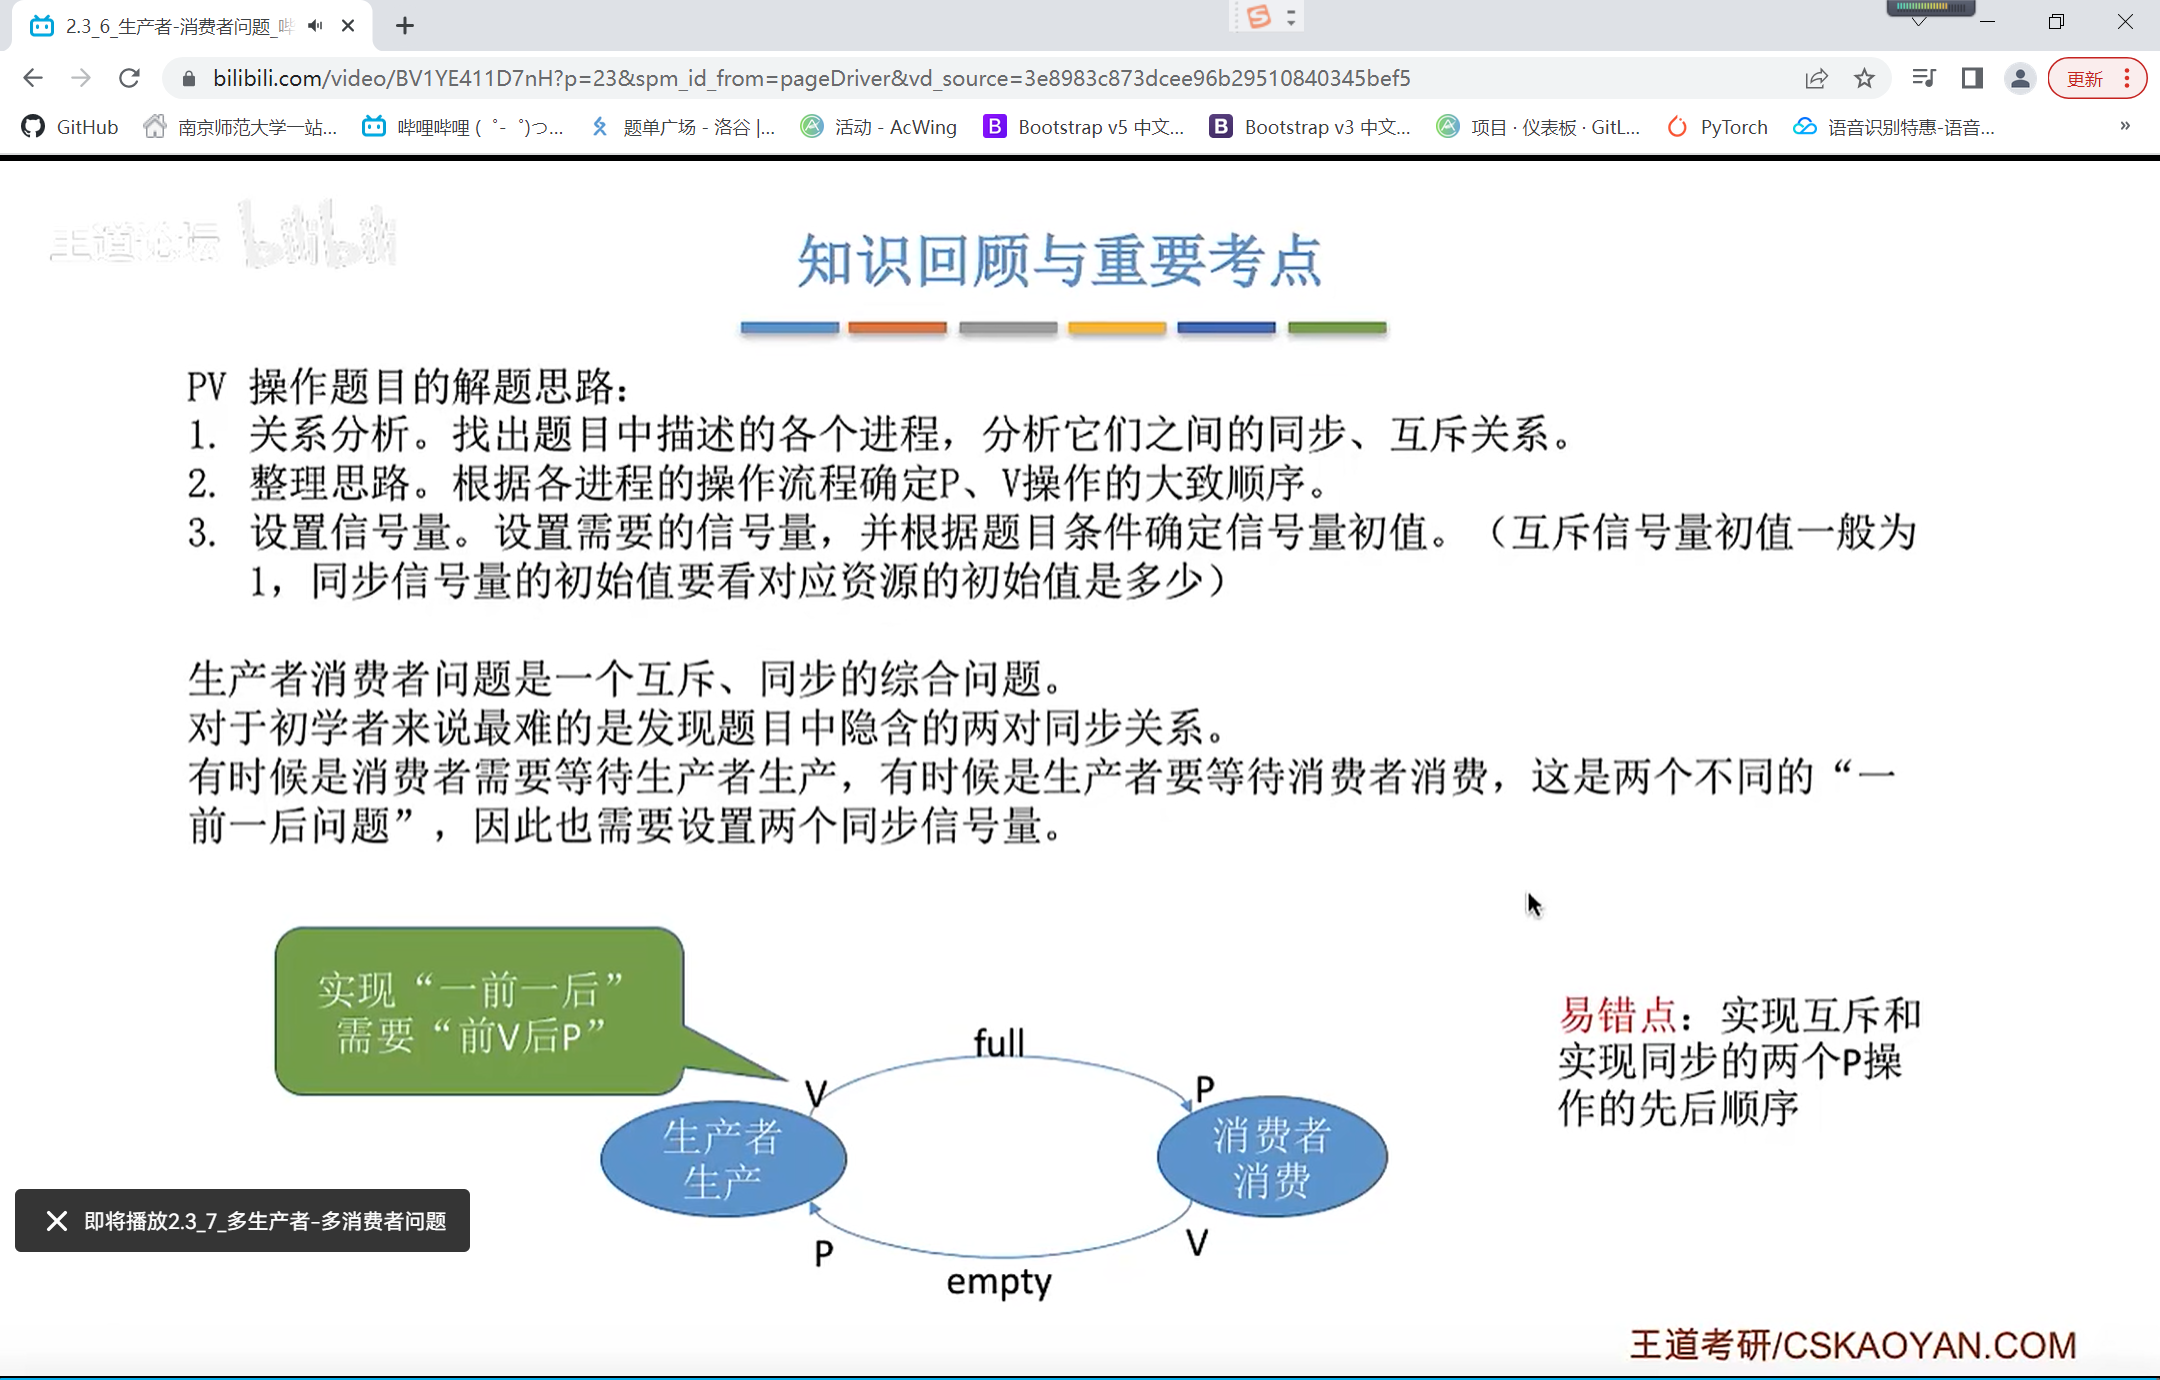 2.3_6_生产者-消费者问题_哔
bilibili.com/video/BV1YE411D7nH?p=23&spm_id_from=pageDriver&vd_source=3e8983c873dcee96b29510840345bef5
更新
GitHub
南京师范大学一站...
哔哩哔哩 (゜-゜)つ...
题单广场 - 洛谷 |...
活动 - AcWing
Bootstrap v5 中文...
Bootstrap v3 中文...
项目 · 仪表板 · GitL...
PyTorch
语音识别特惠-语音...
»
王道论坛 bilibili
知识回顾与重要考点
PV 操作题目的解题思路：
1. 关系分析。找出题目中描述的各个进程，分析它们之间的同步、互斥关系。
2. 整理思路。根据各进程的操作流程确定P、V操作的大致顺序。
3. 设置信号量。设置需要的信号量，并根据题目条件确定信号量初值。（互斥信号量初值一般为
1，同步信号量的初始值要看对应资源的初始值是多少）
生产者消费者问题是一个互斥、同步的综合问题。
对于初学者来说最难的是发现题目中隐含的两对同步关系。
有时候是消费者需要等待生产者生产，有时候是生产者要等待消费者消费，这是两个不同的“一
前一后问题”，因此也需要设置两个同步信号量。
实现“一前一后”
需要“前V后P”
full
V
P
生产者
生产
消费者
消费
P
V
empty
易错点：实现互斥和
实现同步的两个P操
作的先后顺序
即将播放2.3_7_多生产者-多消费者问题
王道考研/CSKAOYAN.COM